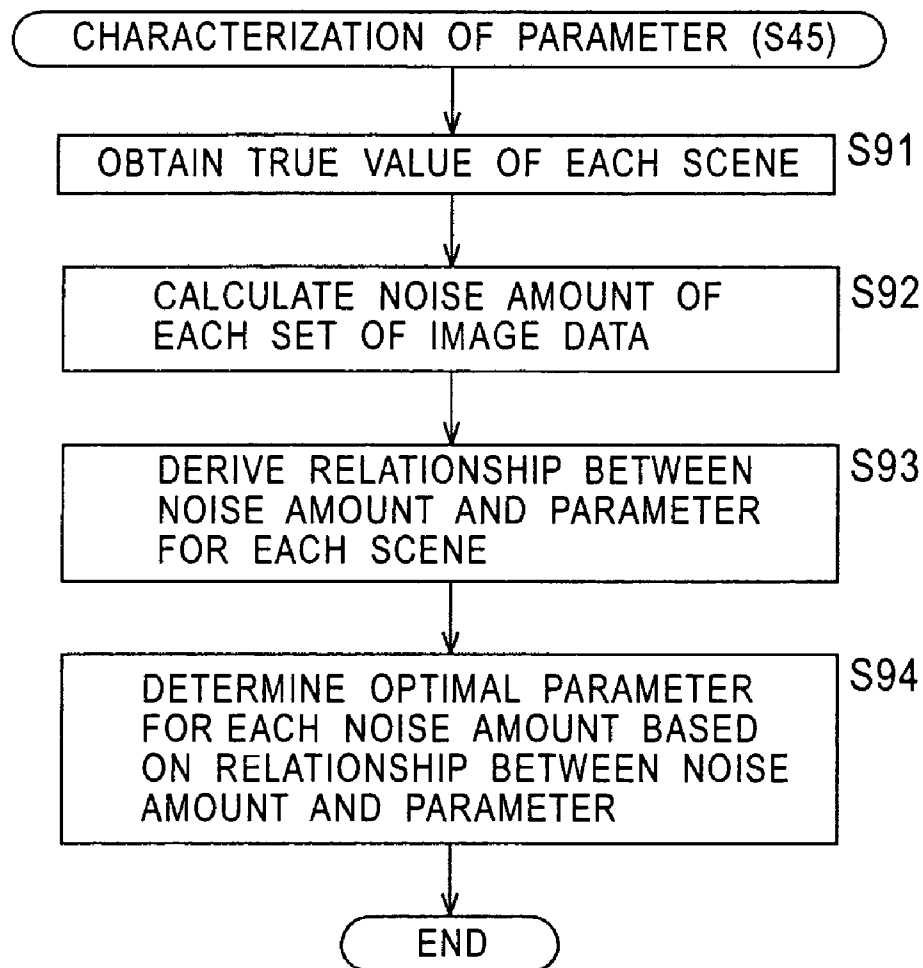 CHARACTERIZATION OF PARAMETER (S45)
OBTAIN TRUE VALUE OF EACH SCENE
S91
CALCULATE NOISE AMOUNT OF
EACH SET OF IMAGE DATA
S92
DERIVE RELATIONSHIP BETWEEN
NOISE AMOUNT AND PARAMETER
FOR EACH SCENE
S93
DETERMINE OPTIMAL PARAMETER
FOR EACH NOISE AMOUNT BASED
ON RELATIONSHIP BETWEEN NOISE
AMOUNT AND PARAMETER
S94
END